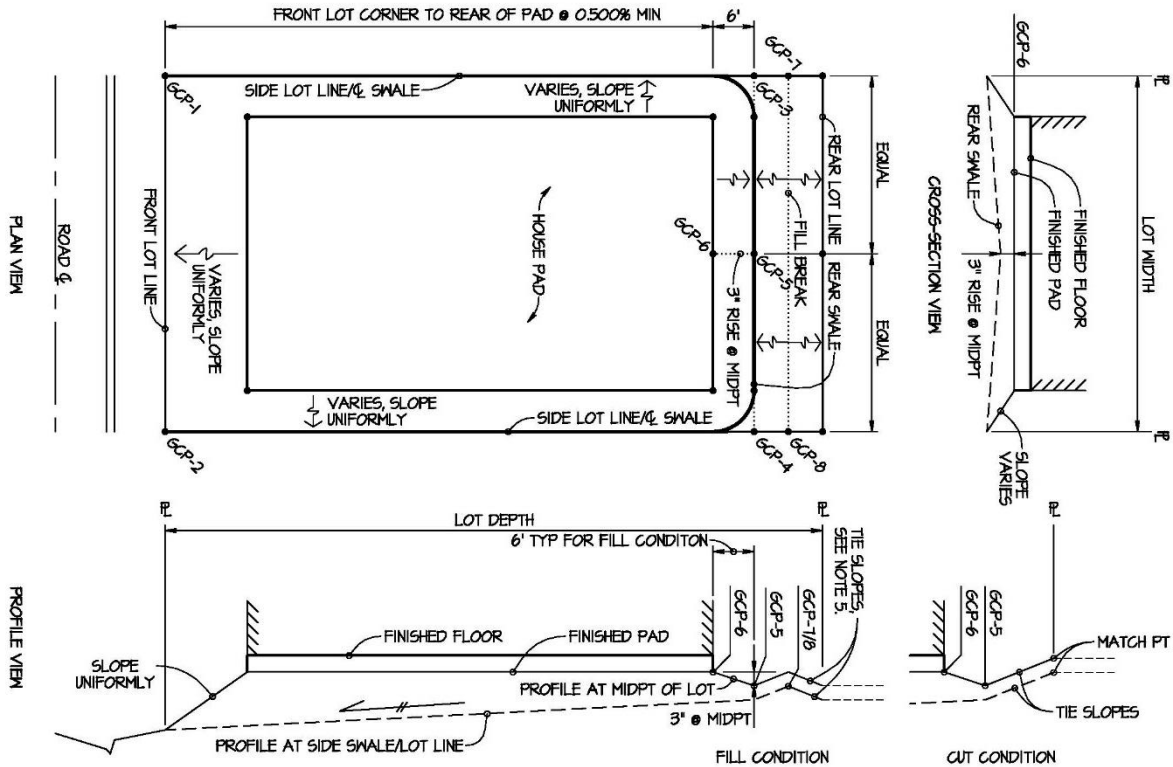 FRONT LOT CORNER TO REAR OF PAD @ 0.500% MIN
6'
GCP-7
GCP-1
SIDE LOT LINE/℄ SWALE
VARIES, SLOPE
UNIFORMLY
GCP-3
REAR LOT LINE
EQUAL
HOUSE PAD
GCP-6
GCP-5
FILL BREAK
3" RISE @ MIDPT
REAR SWALE
EQUAL
PLAN VIEW
ROAD ℄
FRONT LOT LINE
VARIES, SLOPE
UNIFORMLY
VARIES, SLOPE
UNIFORMLY
SIDE LOT LINE/℄ SWALE
GCP-2
GCP-4
GCP-8
GCP-6
℄
REAR SWALE
CROSS-SECTION VIEW
3" RISE @ MIDPT
FINISHED PAD
FINISHED FLOOR
LOT WIDTH
SLOPE
VARIES
℄
℄
LOT DEPTH
℄
℄
6' TYP FOR FILL CONDITON
TIE SLOPES,
SEE NOTE 5.
GCP-6
GCP-5
GCP-7/8
GCP-6
GCP-5
PROFILE VIEW
FINISHED FLOOR
FINISHED PAD
MATCH PT
SLOPE
UNIFORMLY
PROFILE AT MIDPT OF LOT
3" @ MIDPT
TIE SLOPES
PROFILE AT SIDE SWALE/LOT LINE
FILL CONDITION
CUT CONDITION